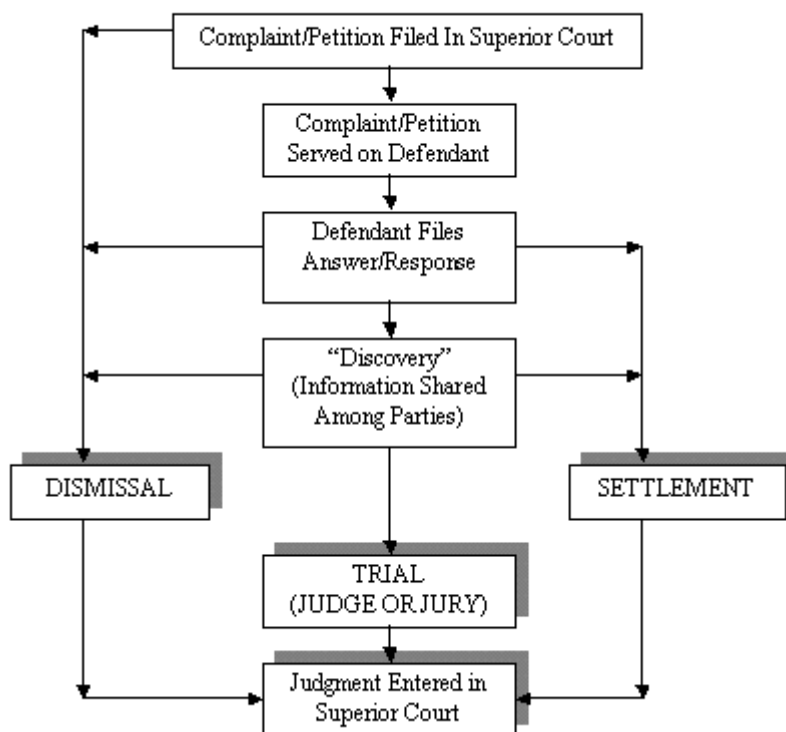 Complaint/Petition Filed In Superior Court
Complaint/Petition
Served on Defendant
Defendant Files
Answer/Response
“Discovery”
(Information Shared
Among Parties)
DISMISSAL
SETTLEMENT
TRIAL
(JUDGE OR JURY)
Judgment Entered in
Superior Court